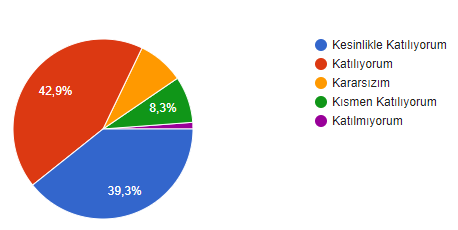 Kesinlikle Katılıyorum
Katılıyorum
Kararsızım
Kısmen Katılıyorum
Katılmıyorum
42,9%
8,3%
39,3%